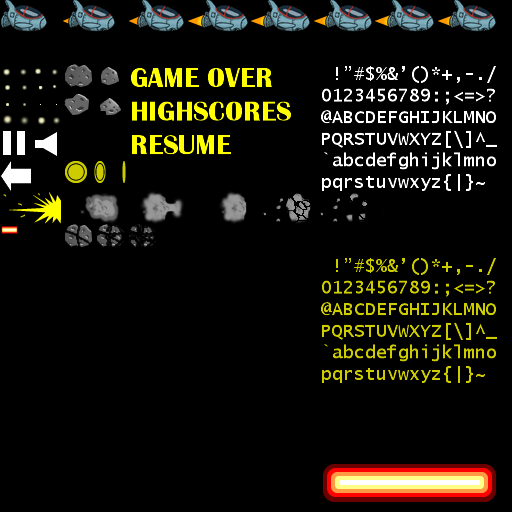 GAME OVER
HIGHSCORES
RESUME
 !"#$%&'()*+,-./
0123456789:;<=>?
@ABCDEFGHIJKLMNO
PQRSTUVWXYZ[\]^_
`abcdefghijklmno
pqrstuvwxyz{|}~
 !"#$%&'()*+,-./
0123456789:;<=>?
@ABCDEFGHIJKLMNO
PQRSTUVWXYZ[\]^_
`abcdefghijklmno
pqrstuvwxyz{|}~